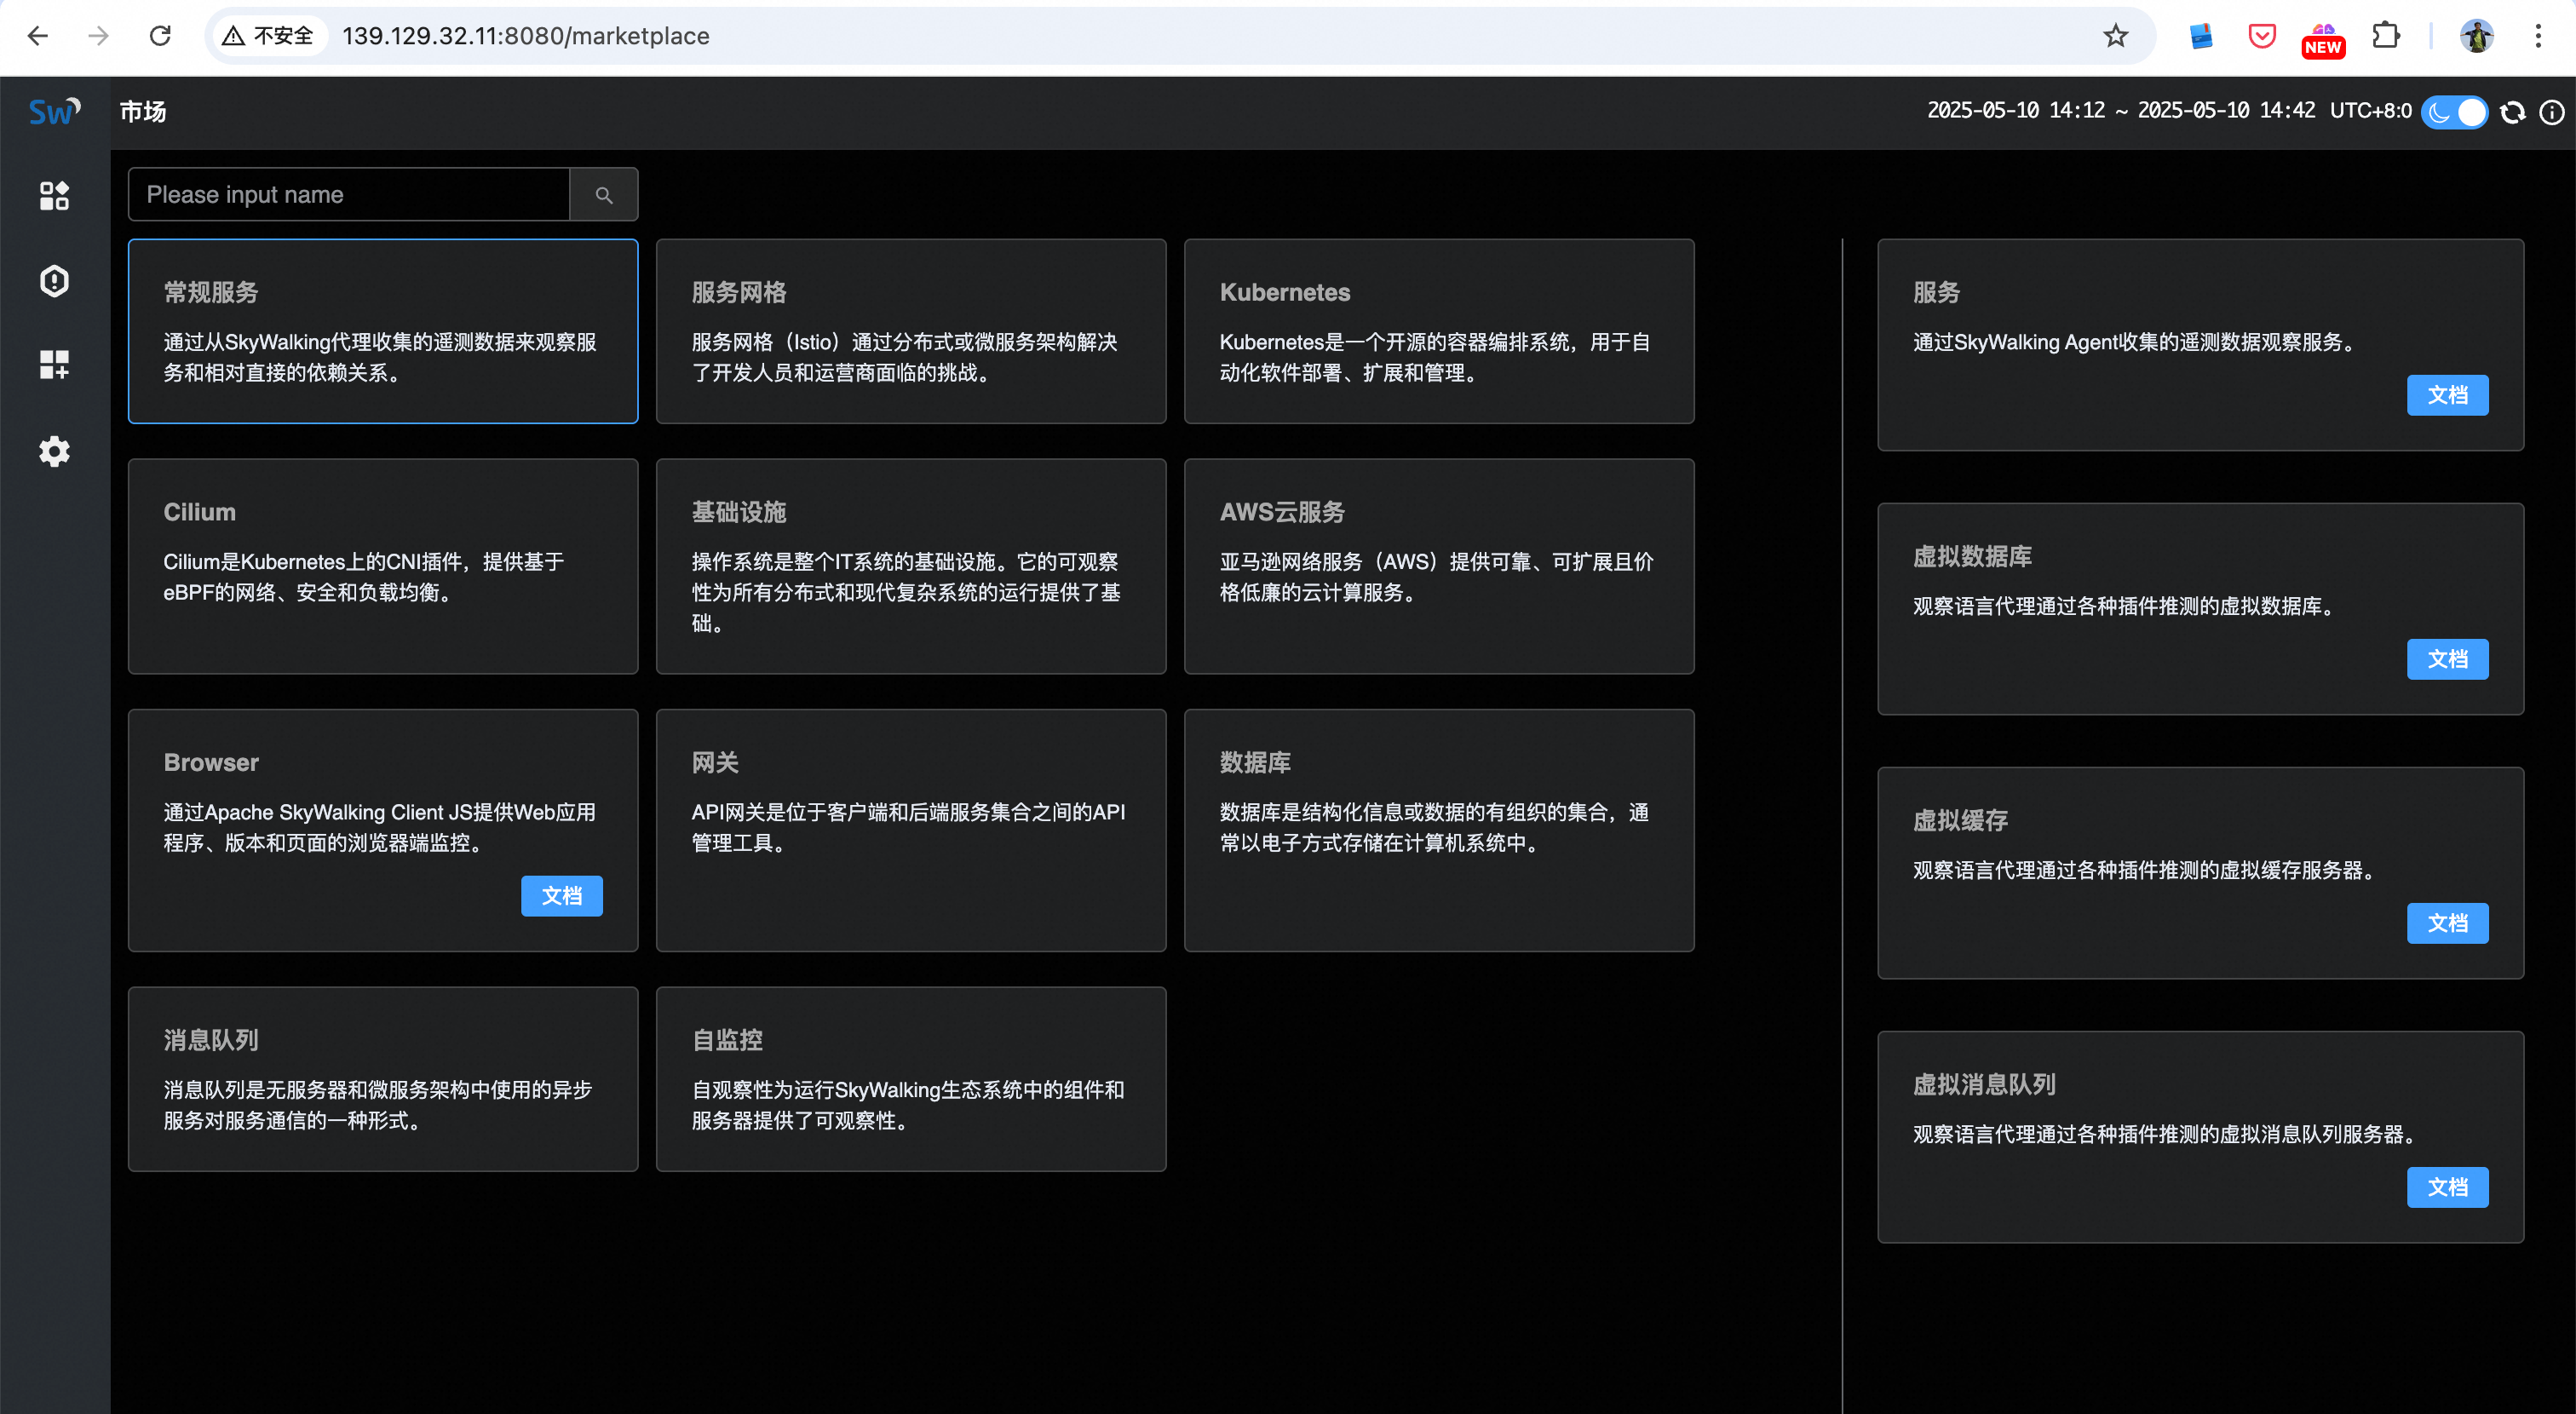 不安全
139.129.32.11:8080/marketplace
NEW
Sw
市场
2025-05-10 14:12 ~ 2025-05-10 14:42 UTC+8:0
Please input name
常规服务
通过从SkyWalking代理收集的遥测数据来观察服
务和相对直接的依赖关系。
服务网格
服务网格（Istio）通过分布式或微服务架构解决
了开发人员和运营商面临的挑战。
Kubernetes
Kubernetes是一个开源的容器编排系统，用于自
动化软件部署、扩展和管理。
Cilium
Cilium是Kubernetes上的CNI插件，提供基于
eBPF的网络、安全和负载均衡。
基础设施
操作系统是整个IT系统的基础设施。它的可观察
性为所有分布式和现代复杂系统的运行提供了基
础。
AWS云服务
亚马逊网络服务（AWS）提供可靠、可扩展且价
格低廉的云计算服务。
Browser
通过Apache SkyWalking Client JS提供Web应用
程序、版本和页面的浏览器端监控。
文档
网关
API网关是位于客户端和后端服务集合之间的API
管理工具。
数据库
数据库是结构化信息或数据的有组织的集合，通
常以电子方式存储在计算机系统中。
消息队列
消息队列是无服务器和微服务架构中使用的异步
服务对服务通信的一种形式。
自监控
自观察性为运行SkyWalking生态系统中的组件和
服务器提供了可观察性。
服务
通过SkyWalking Agent收集的遥测数据观察服务。
文档
虚拟数据库
观察语言代理通过各种插件推测的虚拟数据库。
文档
虚拟缓存
观察语言代理通过各种插件推测的虚拟缓存服务器。
文档
虚拟消息队列
观察语言代理通过各种插件推测的虚拟消息队列服务器。
文档